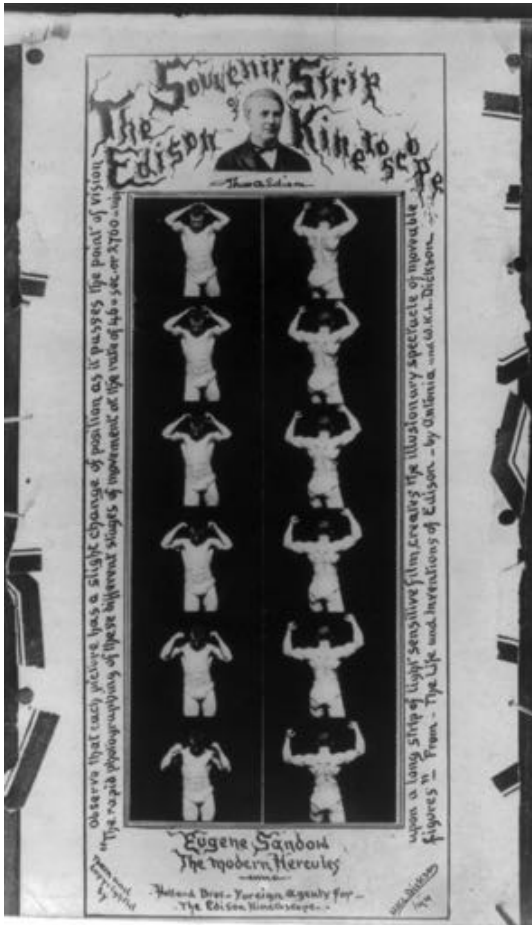 Souvenir Strip
of
The Edison Kinetoscope
Thos A Edison
Observe that each picture has a slight change of position as it passes the point of vision
"The rapid photographing of these different stages of movement at the rate of 46 = sec. or 2700 =
upon a long strip of light sensitive film, creates the illusionary spectacle of moveable
figures" — From — The Life and Inventions of Edison — by Antonia und W.K.L. Dickson —
Eugene Sandow
The modern Hercules
Holland Bros — Foreign agents for —
The Edison Kinetoscope. —
by
W.K.L. Dickson